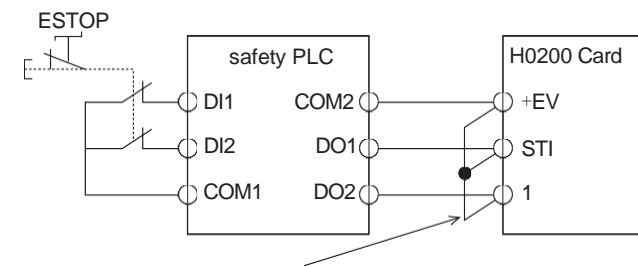 ESTOP
safety PLC
H0200 Card
DI1
COM2
+EV
DI2
DO1
STI
COM1
DO2
1